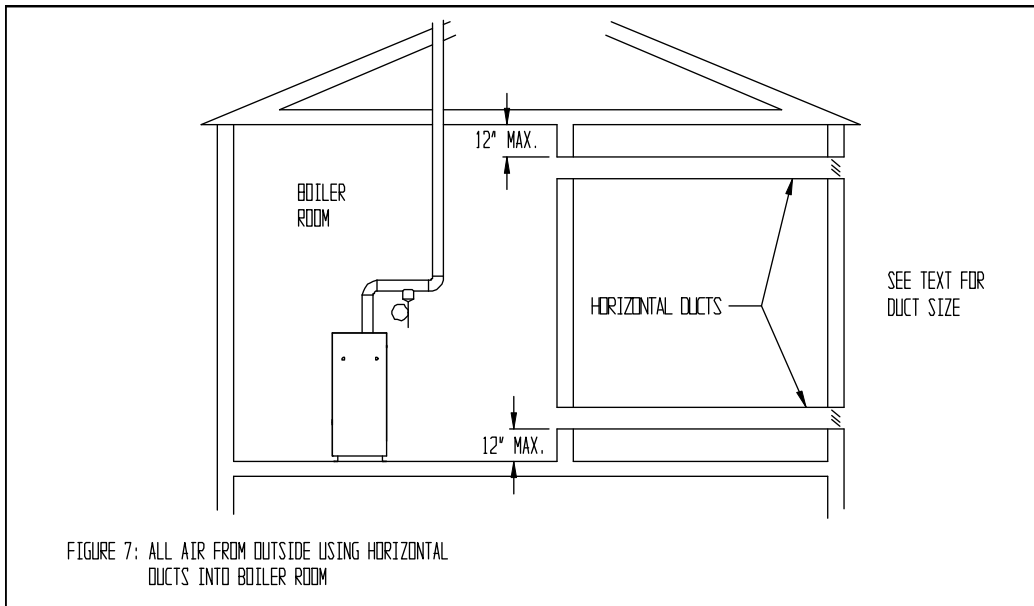 12" MAX.
BOILER
ROOM
SEE TEXT FOR
DUCT SIZE
HORIZONTAL DUCTS
12" MAX.
FIGURE 7: ALL AIR FROM OUTSIDE USING HORIZONTAL
DUCTS INTO BOILER ROOM